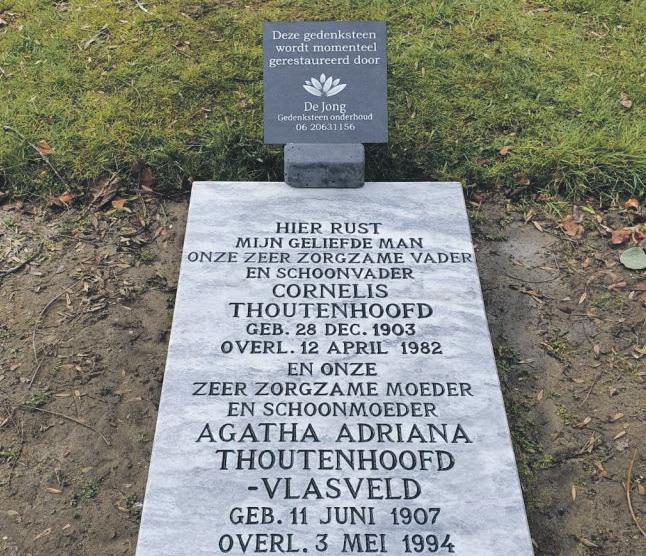 Deze gedenksteen
wordt momenteel
gerestaureerd door
De Jong
Gedenksteen onderhoud
06 20631156
HIER RUST
MIJN GELIEFDE MAN
ONZE ZEER ZORGZAME VADER
EN SCHOONVADER
CORNELIS
THOUTENHOOFD
GEB. 28 DEC. 1903
OVERL. 12 APRIL 1982
EN ONZE
ZEER ZORGZAME MOEDER
EN SCHOONMOEDER
AGATHA ADRIANA
THOUTENHOOFD
-VLASVELD
GEB. 11 JUNI 1907
OVERL. 3 MEI 1994